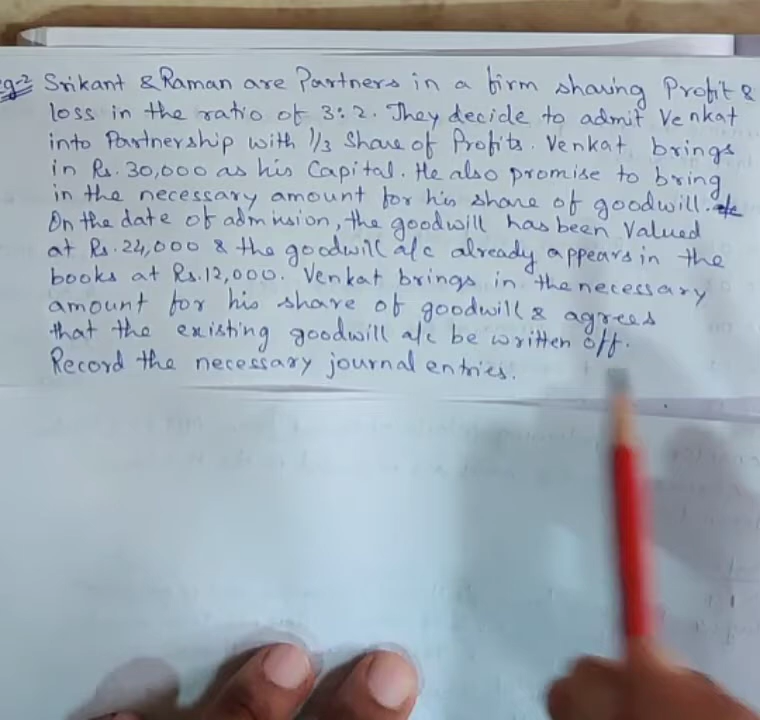 eg-2 Srikant & Raman are Partners in a firm sharing Profit &
loss in the ratio of 3:2. They decide to admit Venkat
into Partnership with 1/3 Share of Profits. Venkat brings
in Rs. 30,000 as his Capital. He also promise to bring
in the necessary amount for his share of goodwill.
On the date of admission, the goodwill has been Valued
at Rs. 24,000 & the goodwill a/c already appears in the
books at Rs. 12,000. Venkat brings in the necessary
amount for his share of goodwill & agrees
that the existing goodwill a/c be written off.
Record the necessary journal entries.